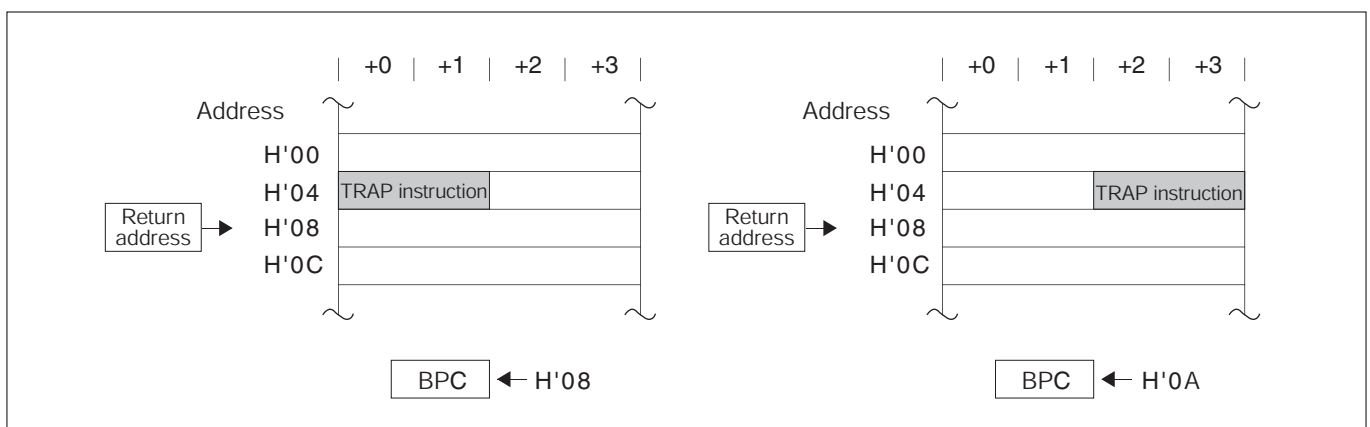 +0 +1 +2 +3
Address
H'00
H'04 TRAP instruction
Return
address
H'08
H'0C
BPC H'08
+0 +1 +2 +3
Address
H'00
H'04 TRAP instruction
Return
address
H'08
H'0C
BPC H'0A